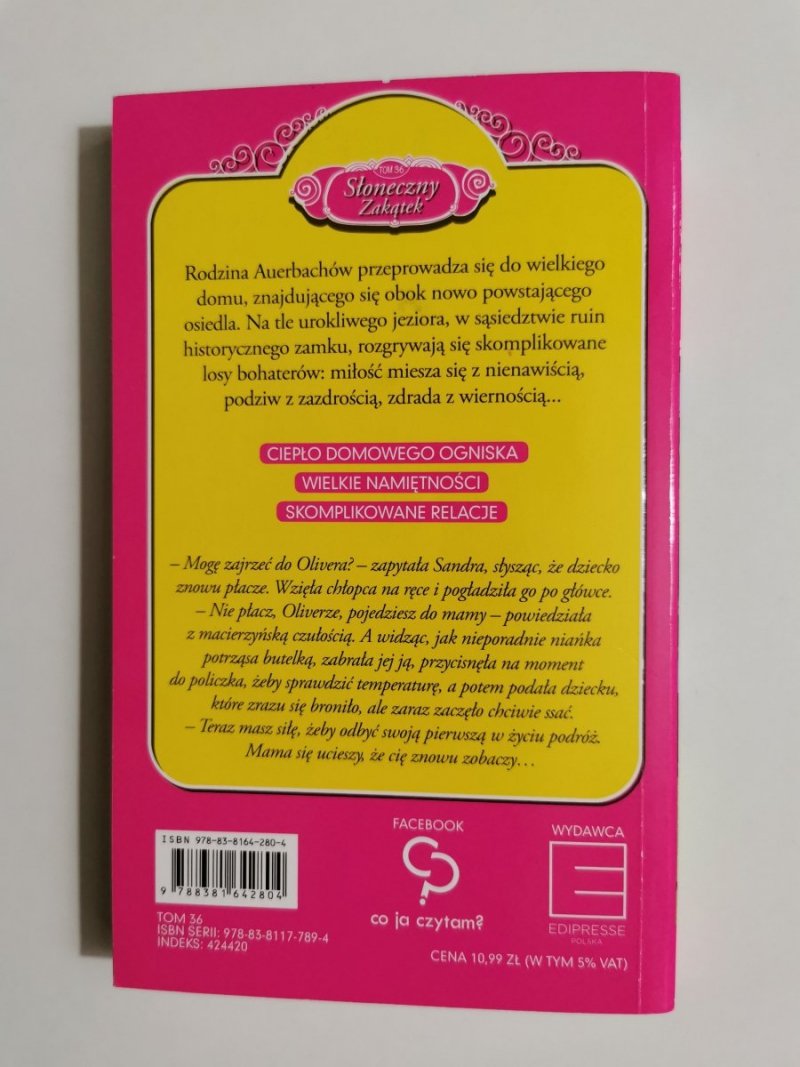 TOM 36
Słoneczny
Zakątek
Rodzina Auerbachów przeprowadza się do wielkiego
domu, znajdującego się obok nowo powstającego
osiedla. Na tle urokliwego jeziora, w sąsiedztwie ruin
historycznego zamku, rozgrywają się skomplikowane
losy bohaterów: miłość miesza się z nienawiścią,
podziw z zazdrością, zdrada z wiernością...
CIEPŁO DOMOWEGO OGNISKA
WIELKIE NAMIĘTNOŚCI
SKOMPLIKOWANE RELACJE
– Mogę zajrzeć do Olivera? – zapytała Sandra, słysząc, że dziecko
znowu płacze. Wzięła chłopca na ręce i pogładziła go po główce.
– Nie płacz, Oliverze, pojedziesz do mamy – powiedziała
z macierzyńską czułością. A widząc, jak nieporadnie niańka
potrząsa butelką, zabrała jej ją, przycisnęła na moment
do policzka, żeby sprawdzić temperaturę, a potem podała dziecku,
które zrazu się broniło, ale zaraz zaczęło chciwie ssać.
– Teraz masz siłę, żeby odbyć swoją pierwszą w życiu podróż.
Mama się ucieszy, że cię znowu zobaczy…
ISBN 978-83-8164-280-4
9 788381 642804
TOM 36
ISBN SERII: 978-83-8117-789-4
INDEKS: 424420
FACEBOOK
co ja czytam?
WYDAWCA
EDIPRESSE
POLSKA
CENA 10,99 ZŁ (W TYM 5% VAT)